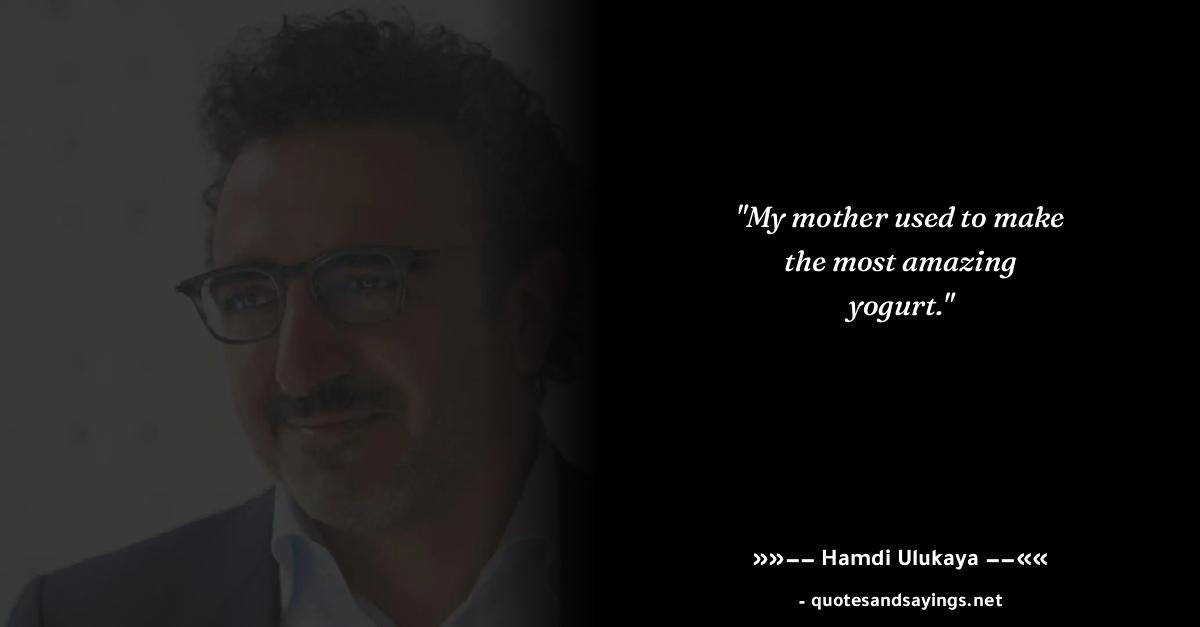 "My mother used to make
the most amazing
yogurt."
»»–– Hamdi Ulukaya ––««
- quotesandsayings.net